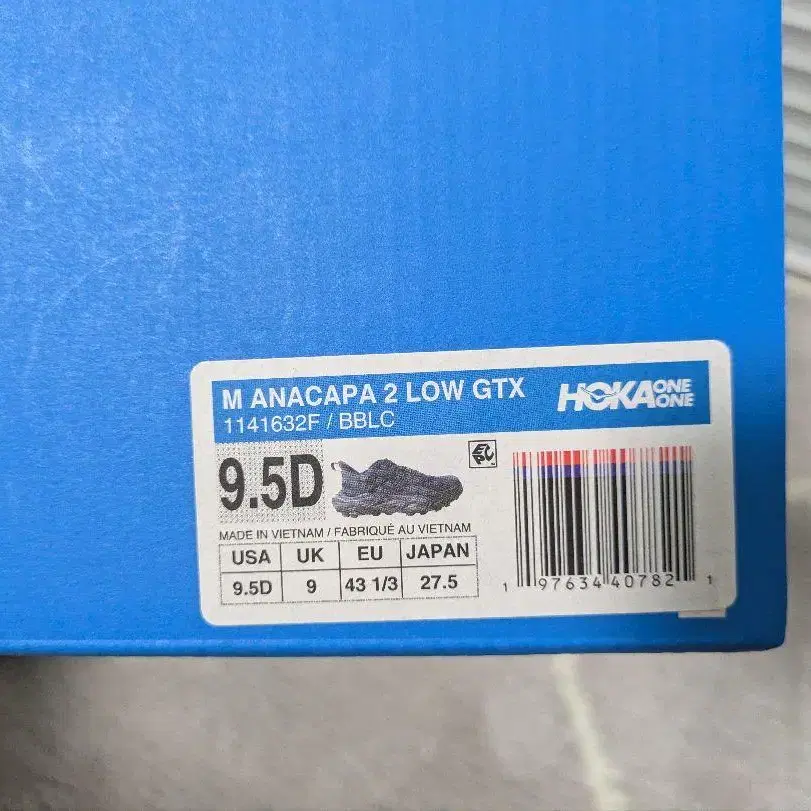 M ANACAPA 2 LOW GTX
HOKA ONE ONE
1141632F / BBLC
9.5D
MADE IN VIETNAM / FABRIQUÉ AU VIETNAM
USA UK EU JAPAN
9.5D 9 43 1/3 27.5
1 97634 40782 1